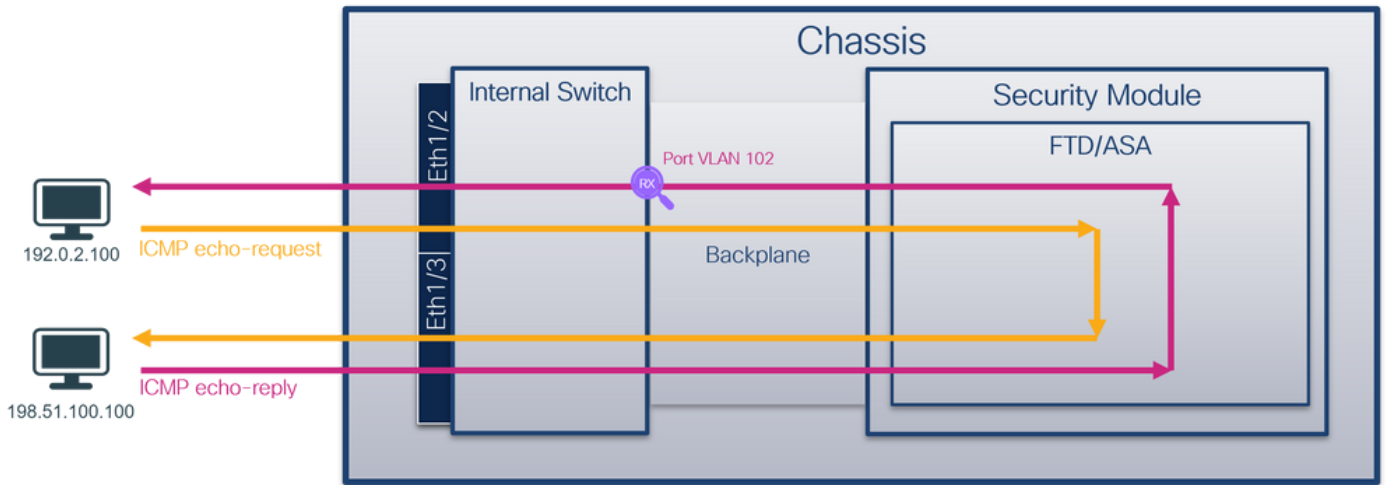 Chassis
Internal Switch
Security Module
FTD/ASA
Eth1/2
Port VLAN 102
RX
192.0.2.100
ICMP echo-request
Backplane
Eth1/3
ICMP echo-reply
198.51.100.100